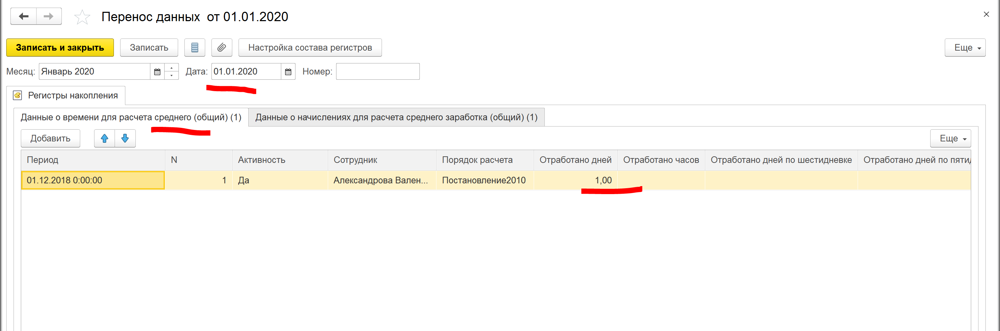 Перенос данных от 01.01.2020
Записать и закрыть Записать Настройка состава регистров Еще
Месяц: Январь 2020 Дата: 01.01.2020 Номер:
Регистры накопления
Данные о времени для расчета среднего (общий) (1) Данные о начислениях для расчета среднего заработка (общий) (1)
Добавить Еще
Период N Активность Сотрудник Порядок расчета Отработано дней Отработано часов Отработано дней по шестидневке Отработано дней по пятид
01.12.2018 0:00:00 1 Да Александрова Вален... Постановление2010 1,00